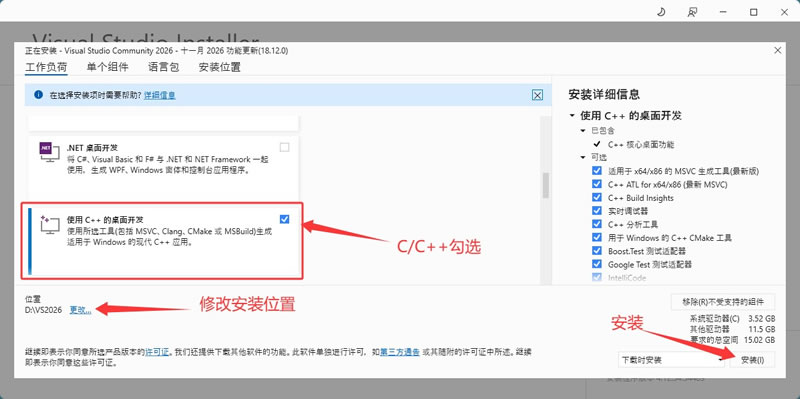 Visual Studio Installer
正在安装 - Visual Studio Community 2026 - 十一月 2026 功能更新(18.12.0)
工作负荷 单个组件 语言包 安装位置
在选择安装项时需要帮助? 详细信息
.NET 桌面开发
将 C#、Visual Basic 和 F# 与 .NET 和 .NET Framework 一起
使用，生成 WPF、Windows 窗体和控制台应用程序。
使用 C++ 的桌面开发
使用所选工具(包括 MSVC、Clang、CMake 或 MSBuild)生成
适用于 Windows 的现代 C++ 应用。
C/C++勾选
安装详细信息
使用 C++ 的桌面开发
已包含
C++ 核心桌面功能
可选
适用于 x64/x86 的 MSVC 生成工具(最新版)
C++ ATL for x64/x86 (最新 MSVC)
C++ Build Insights
实时调试器
C++ 分析工具
用于 Windows 的 C++ CMake 工具
Boost.Test 测试适配器
Google Test 测试适配器
IntelliCode
位置
D:\VS2026 更改...
修改安装位置
移除(R)不受支持的组件
系统驱动器(C) 3.52 GB
其他驱动器 11.5 GB
要求的总空间 15.02 GB
安装
继续即表示你同意所选产品版本的许可证。我们还提供下载其他软件的功能。此软件单独进行许可，如第三方通告 或其随附的许可证中所述。继续
即表示你同意这些许可证。
下载时安装
安装(I)